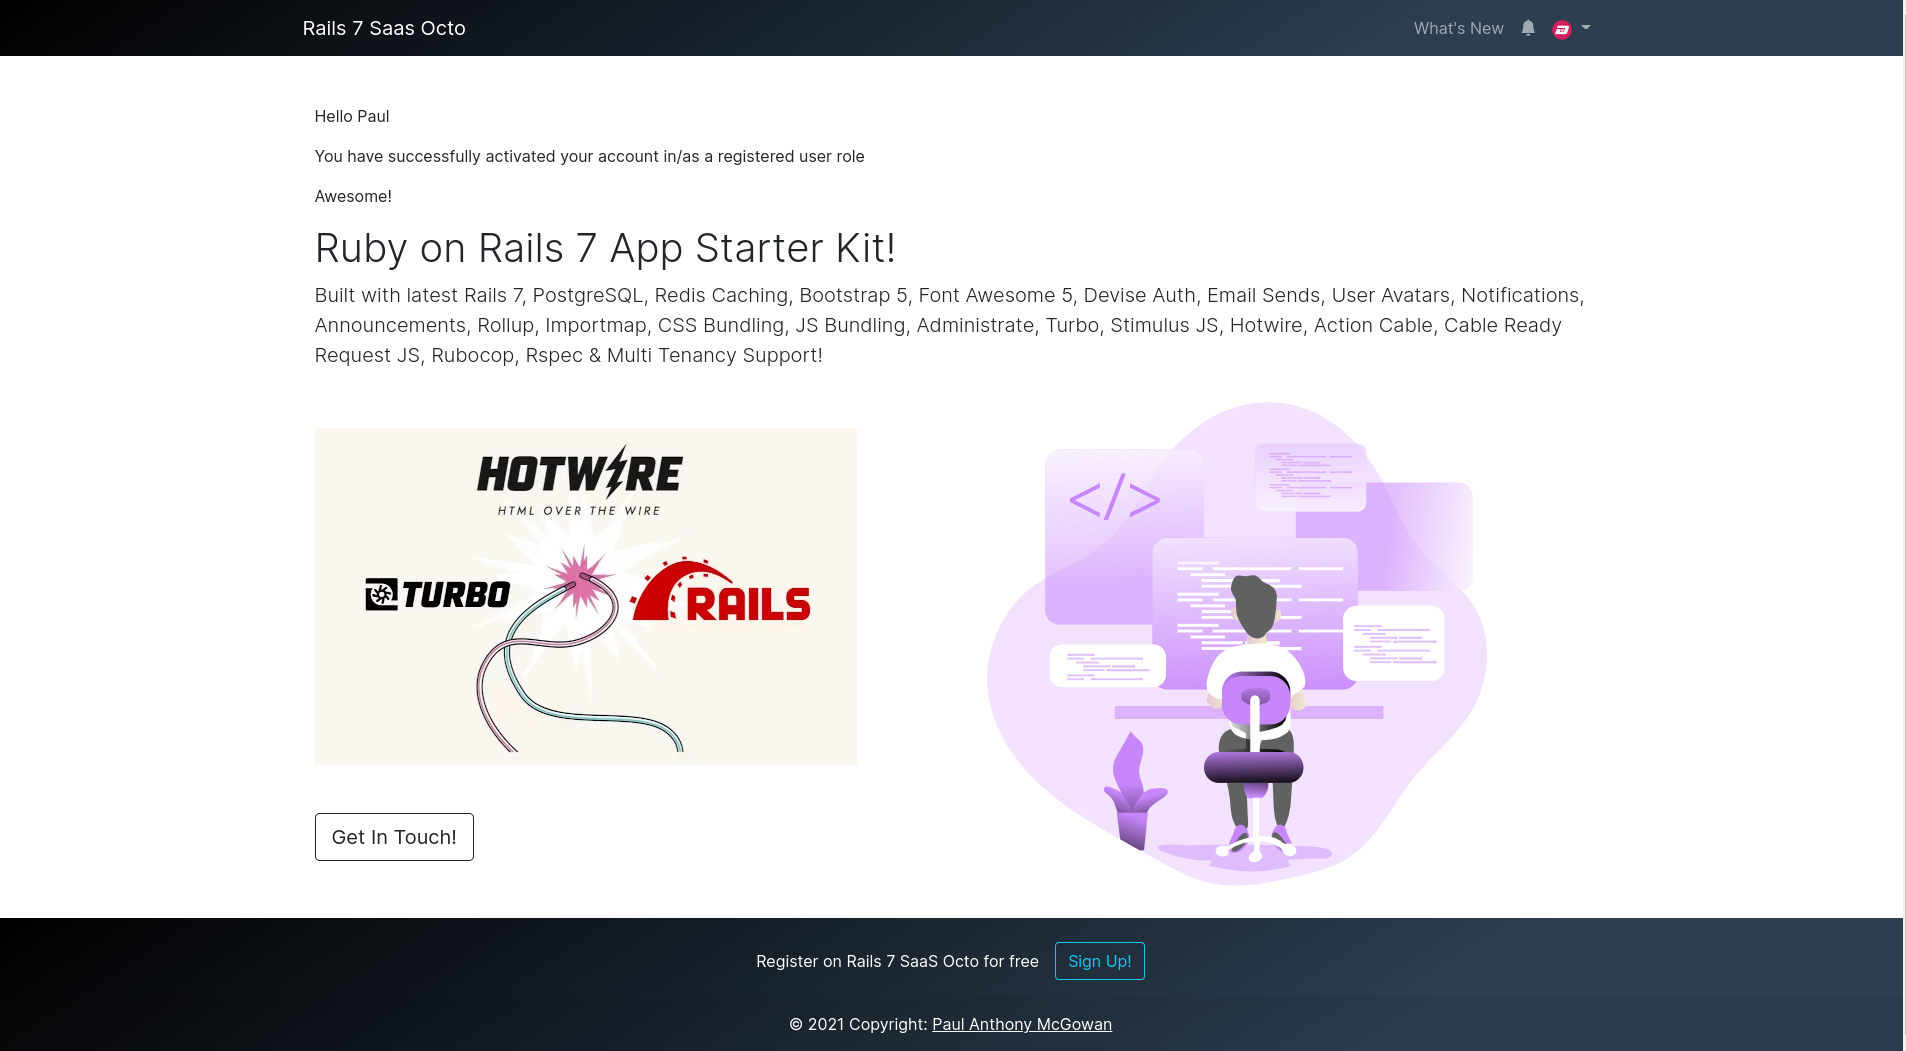 Rails 7 Saas Octo
What's New
Hello Paul
You have successfully activated your account in/as a registered user role
Awesome!
Ruby on Rails 7 App Starter Kit!
Built with latest Rails 7, PostgreSQL, Redis Caching, Bootstrap 5, Font Awesome 5, Devise Auth, Email Sends, User Avatars, Notifications,
Announcements, Rollup, Importmap, CSS Bundling, JS Bundling, Administrate, Turbo, Stimulus JS, Hotwire, Action Cable, Cable Ready
Request JS, Rubocop, Rspec & Multi Tenancy Support!
HOTWIRE
HTML OVER THE WIRE
TURBO
RAILS
</>
Get In Touch!
Register on Rails 7 SaaS Octo for free
Sign Up!
© 2021 Copyright: Paul Anthony McGowan